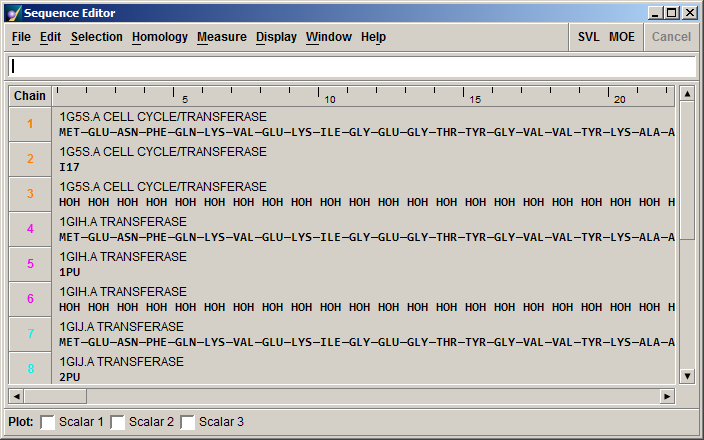 Sequence Editor
File Edit Selection Homology Measure Display Window Help SVL MOE Cancel
Chain 5 10 15 20
1 1G5S.A CELL CYCLE/TRANSFERASE
MET–GLU–ASN–PHE–GLN–LYS–VAL–GLU–LYS–ILE–GLY–GLU–GLY–THR–TYR–GLY–VAL–VAL–TYR–LYS–ALA–A
2 1G5S.A CELL CYCLE/TRANSFERASE
I17
3 1G5S.A CELL CYCLE/TRANSFERASE
HOH HOH HOH HOH HOH HOH HOH HOH HOH HOH HOH HOH HOH HOH HOH HOH HOH HOH HOH HOH HOH H
4 1GIH.A TRANSFERASE
MET–GLU–ASN–PHE–GLN–LYS–VAL–GLU–LYS–ILE–GLY–GLU–GLY–THR–TYR–GLY–VAL–VAL–TYR–LYS–ALA–A
5 1GIH.A TRANSFERASE
1PU
6 1GIH.A TRANSFERASE
HOH HOH HOH HOH HOH HOH HOH HOH HOH HOH HOH HOH HOH HOH HOH HOH HOH HOH HOH HOH HOH H
7 1GIJ.A TRANSFERASE
MET–GLU–ASN–PHE–GLN–LYS–VAL–GLU–LYS–ILE–GLY–GLU–GLY–THR–TYR–GLY–VAL–VAL–TYR–LYS–ALA–A
8 1GIJ.A TRANSFERASE
2PU
Plot: Scalar 1 Scalar 2 Scalar 3